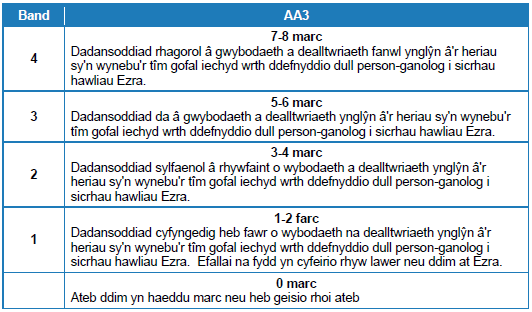 Band AA3
7-8 marc
4 Dadansoddiad rhagorol â gwybodaeth a dealltwriaeth fanwl ynglŷn â'r heriau
sy'n wynebu'r tîm gofal iechyd wrth ddefnyddio dull person-ganolog i sicrhau
hawliau Ezra.
5-6 marc
3 Dadansoddiad da â gwybodaeth a dealltwriaeth ynglŷn â'r heriau sy'n wynebu'r
tîm gofal iechyd wrth ddefnyddio dull person-ganolog i sicrhau hawliau Ezra.
3-4 marc
2 Dadansoddiad sylfaenol â rhywfaint o wybodaeth a dealltwriaeth ynglŷn â'r
heriau sy'n wynebu'r tîm gofal iechyd wrth ddefnyddio dull person-ganolog i
sicrhau hawliau Ezra.
1-2 farc
1 Dadansoddiad cyfyngedig heb fawr o wybodaeth na dealltwriaeth ynglŷn â'r
heriau sy'n wynebu'r tîm gofal iechyd wrth ddefnyddio dull person-ganolog i
sicrhau hawliau Ezra. Efallai na fydd yn cyfeirio rhyw lawer neu ddim at Ezra.
0 marc
Ateb ddim yn haeddu marc neu heb geisio rhoi ateb